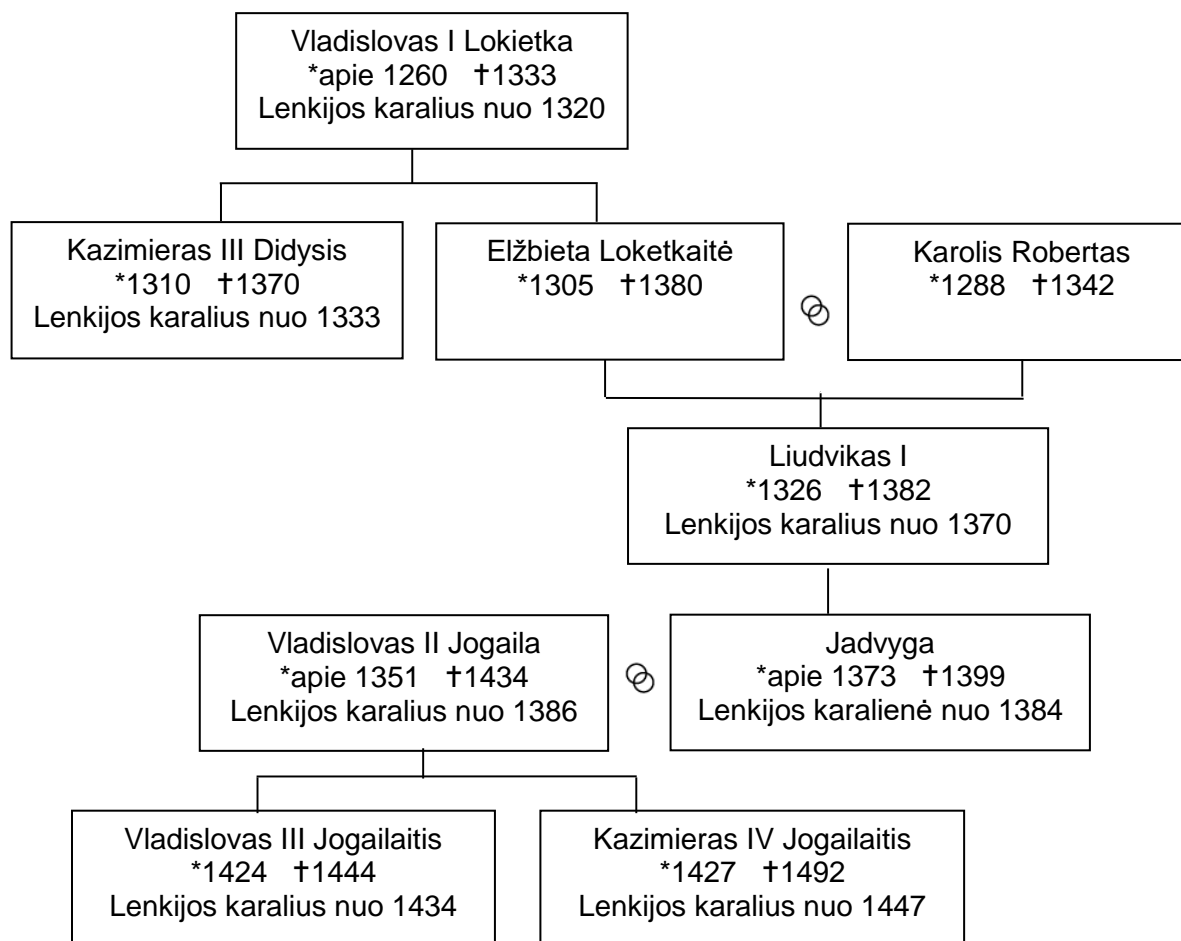 Vladislovas I Lokietka
*apie 1260 †1333
Lenkijos karalius nuo 1320
Kazimieras III Didysis
*1310 †1370
Lenkijos karalius nuo 1333
Elžbieta Loketkaitė
*1305 †1380
Karolis Robertas
*1288 †1342
Liudvikas I
*1326 †1382
Lenkijos karalius nuo 1370
Vladislovas II Jogaila
*apie 1351 †1434
Lenkijos karalius nuo 1386
Jadvyga
*apie 1373 †1399
Lenkijos karalienė nuo 1384
Vladislovas III Jogailaitis
*1424 †1444
Lenkijos karalius nuo 1434
Kazimieras IV Jogailaitis
*1427 †1492
Lenkijos karalius nuo 1447